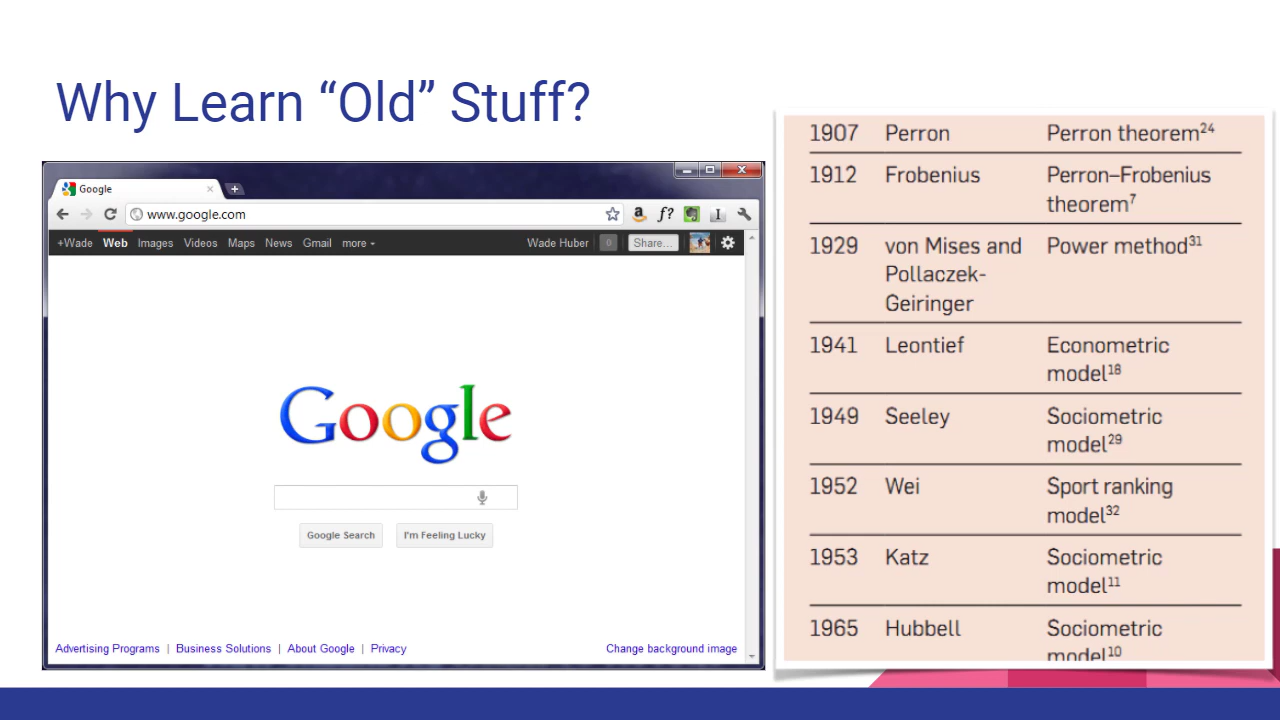 Why Learn “Old” Stuff?
Google
www.google.com
f?
I
+Wade Web Images Videos Maps News Gmail more
Wade Huber 0 Share...
Google
Google Search I'm Feeling Lucky
Advertising Programs | Business Solutions | About Google | Privacy
Change background image
1907 Perron Perron theorem24
1912 Frobenius Perron–Frobenius
theorem7
1929 von Mises and Power method31
Pollaczek-
Geiringer
1941 Leontief Econometric
model18
1949 Seeley Sociometric
model29
1952 Wei Sport ranking
model32
1953 Katz Sociometric
model11
1965 Hubbell Sociometric
model10